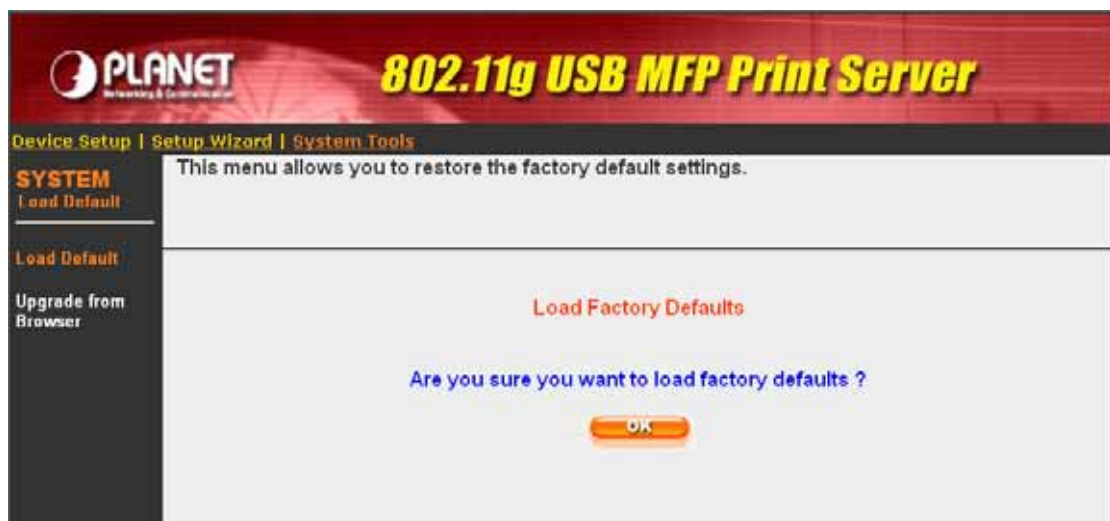 PLANET
Networking & Communication
802.11g USB MFP Print Server
Device Setup | Setup Wizard | System Tools
SYSTEM
Load Default
This menu allows you to restore the factory default settings.
Load Default
Upgrade from
Browser
Load Factory Defaults
Are you sure you want to load factory defaults ?
OK